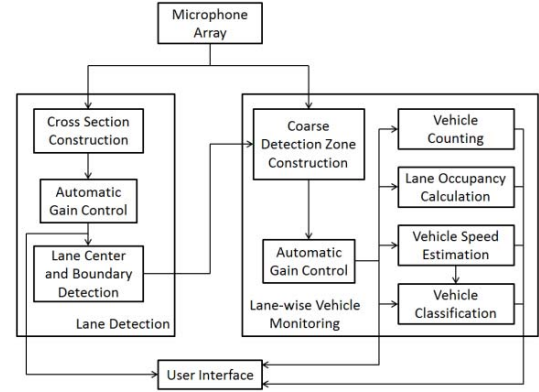 Microphone
Array
Cross Section
Construction
Automatic
Gain Control
Lane Center
and Boundary
Detection
Lane Detection
Coarse
Detection Zone
Construction
Automatic
Gain Control
Lane-wise Vehicle
Monitoring
Vehicle
Counting
Lane Occupancy
Calculation
Vehicle Speed
Estimation
Vehicle
Classification
User Interface